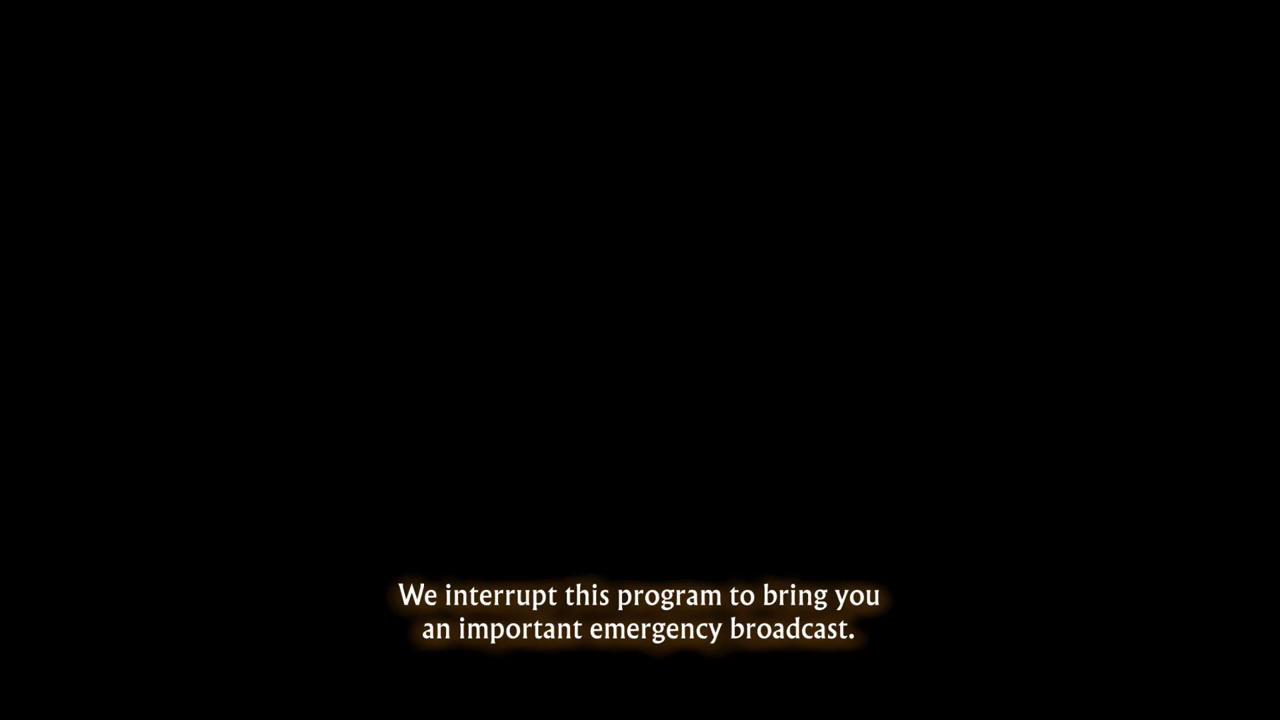 We interrupt this program to bring you
an important emergency broadcast.